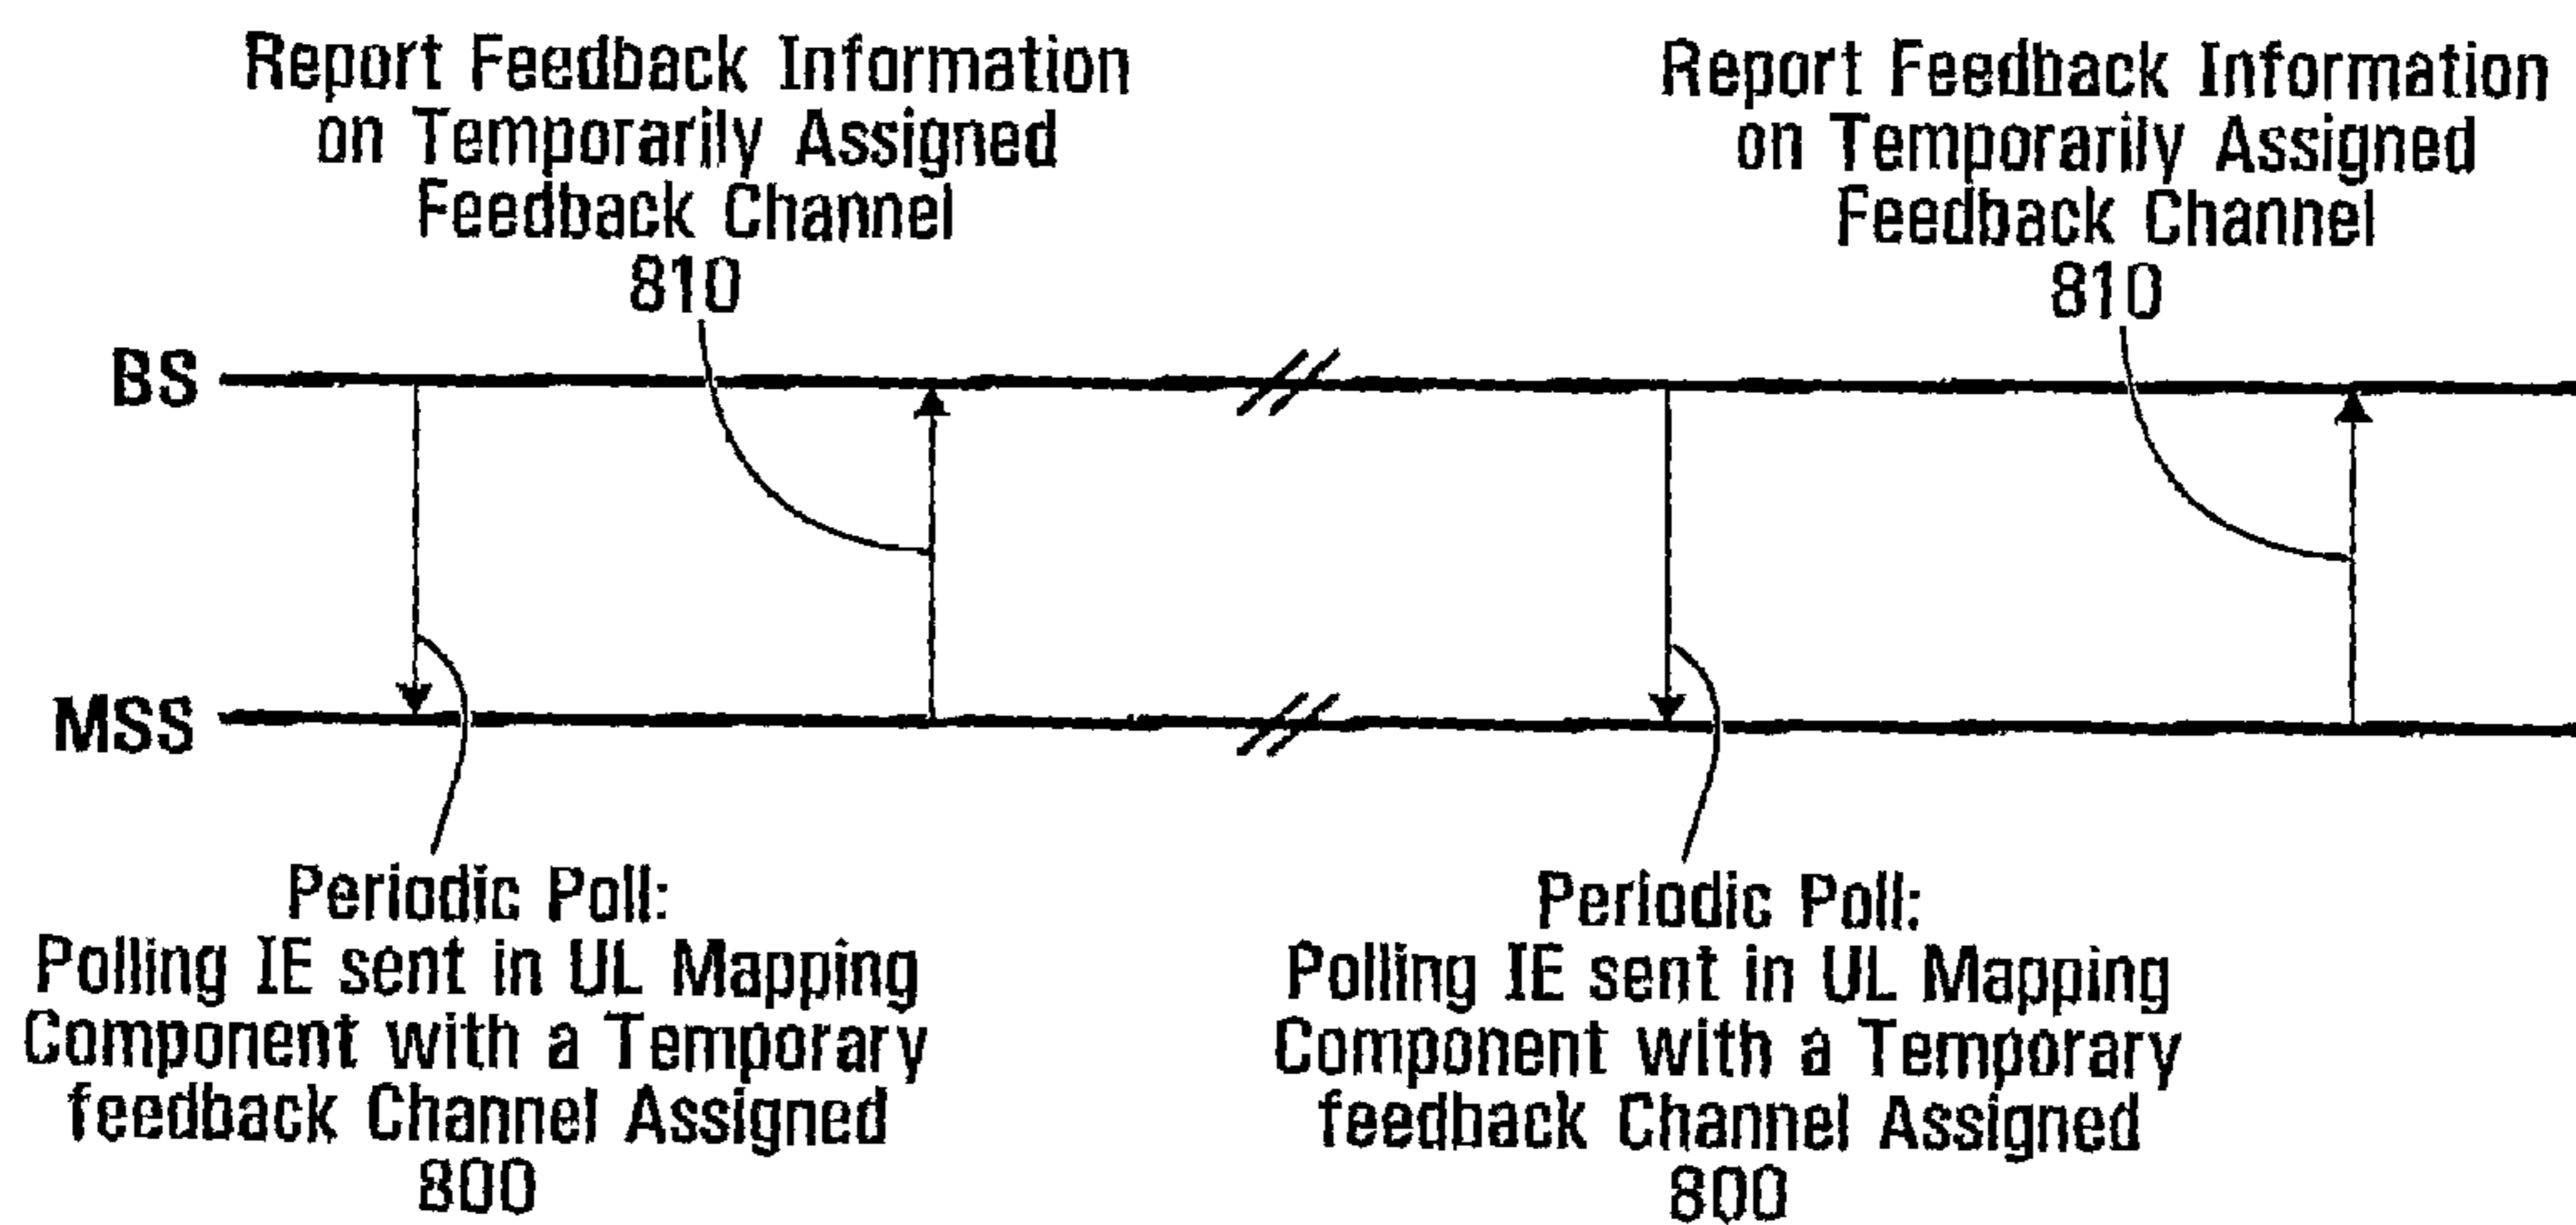 Report Feedback Information
on Temporarily Assigned
Feedback Channel
810
Report Feedback Information
on Temporarily Assigned
Feedback Channel
810
BS
MSS
Periodic Poll:
Polling IE sent in UL Mapping
Component with a Temporary
feedback Channel Assigned
800
Periodic Poll:
Polling IE sent in UL Mapping
Component with a Temporary
feedback Channel Assigned
800